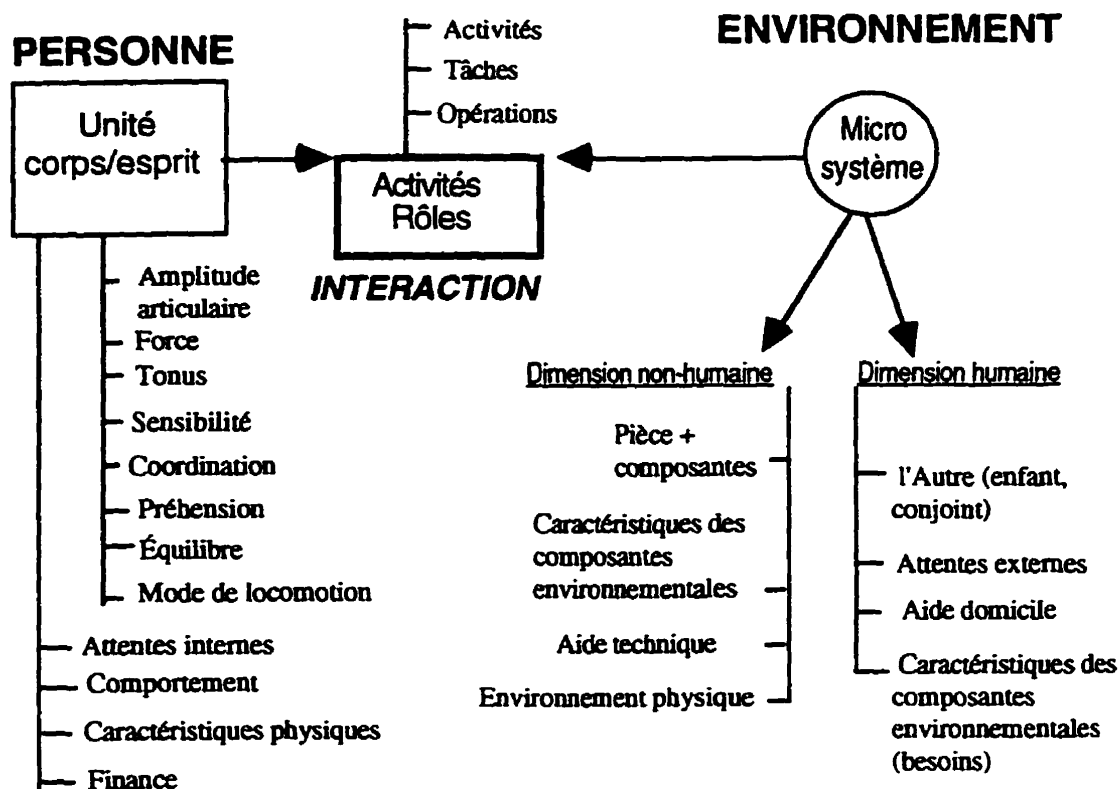 PERSONNE
Unité
corps/esprit
Amplitude
articulaire
Force
Tonus
Sensibilité
Coordination
Préhension
Équilibre
Mode de locomotion
Attentes internes
Comportement
Caractéristiques physiques
Finance
Activités
Tâches
Opérations
Activités
Rôles
INTERACTION
ENVIRONNEMENT
Micro
système
Dimension non-humaine
Pièce +
composantes
Caractéristiques des
composantes
environnementales
Aide technique
Environnement physique
Dimension humaine
l'Autre (enfant,
conjoint)
Attentes externes
Aide domicile
Caractéristiques des
composantes
environnementales
(besoins)